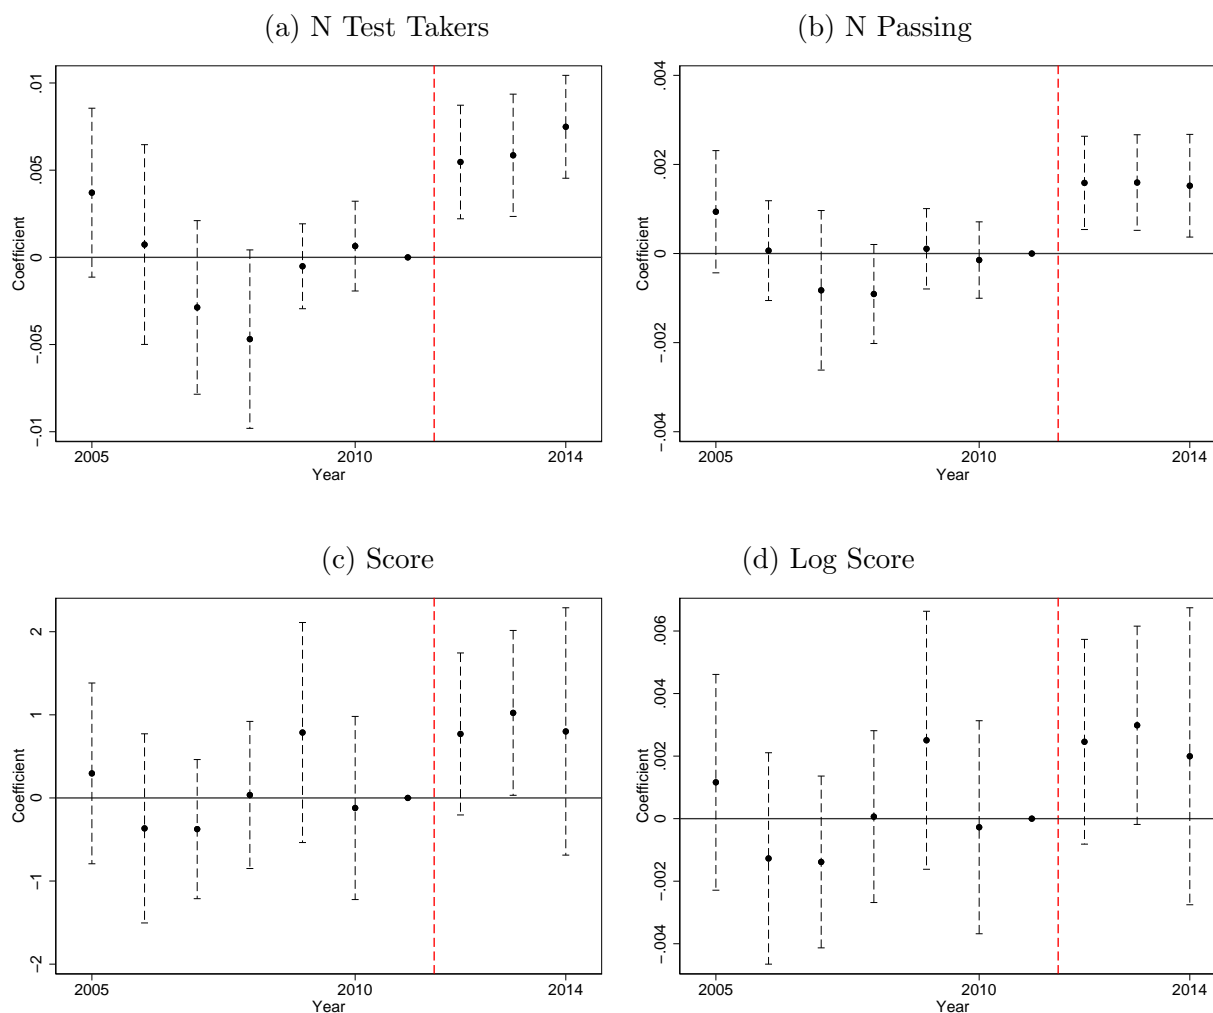 (a) N Test Takers
.01
.005
0
-.005
-.01
Coefficient
2005
2010
2014
Year
(b) N Passing
.004
.002
0
-.002
-.004
Coefficient
2005
2010
2014
Year
(c) Score
2
1
0
-1
-2
Coefficient
2005
2010
2014
Year
(d) Log Score
.006
.004
.002
0
-.002
-.004
Coefficient
2005
2010
2014
Year